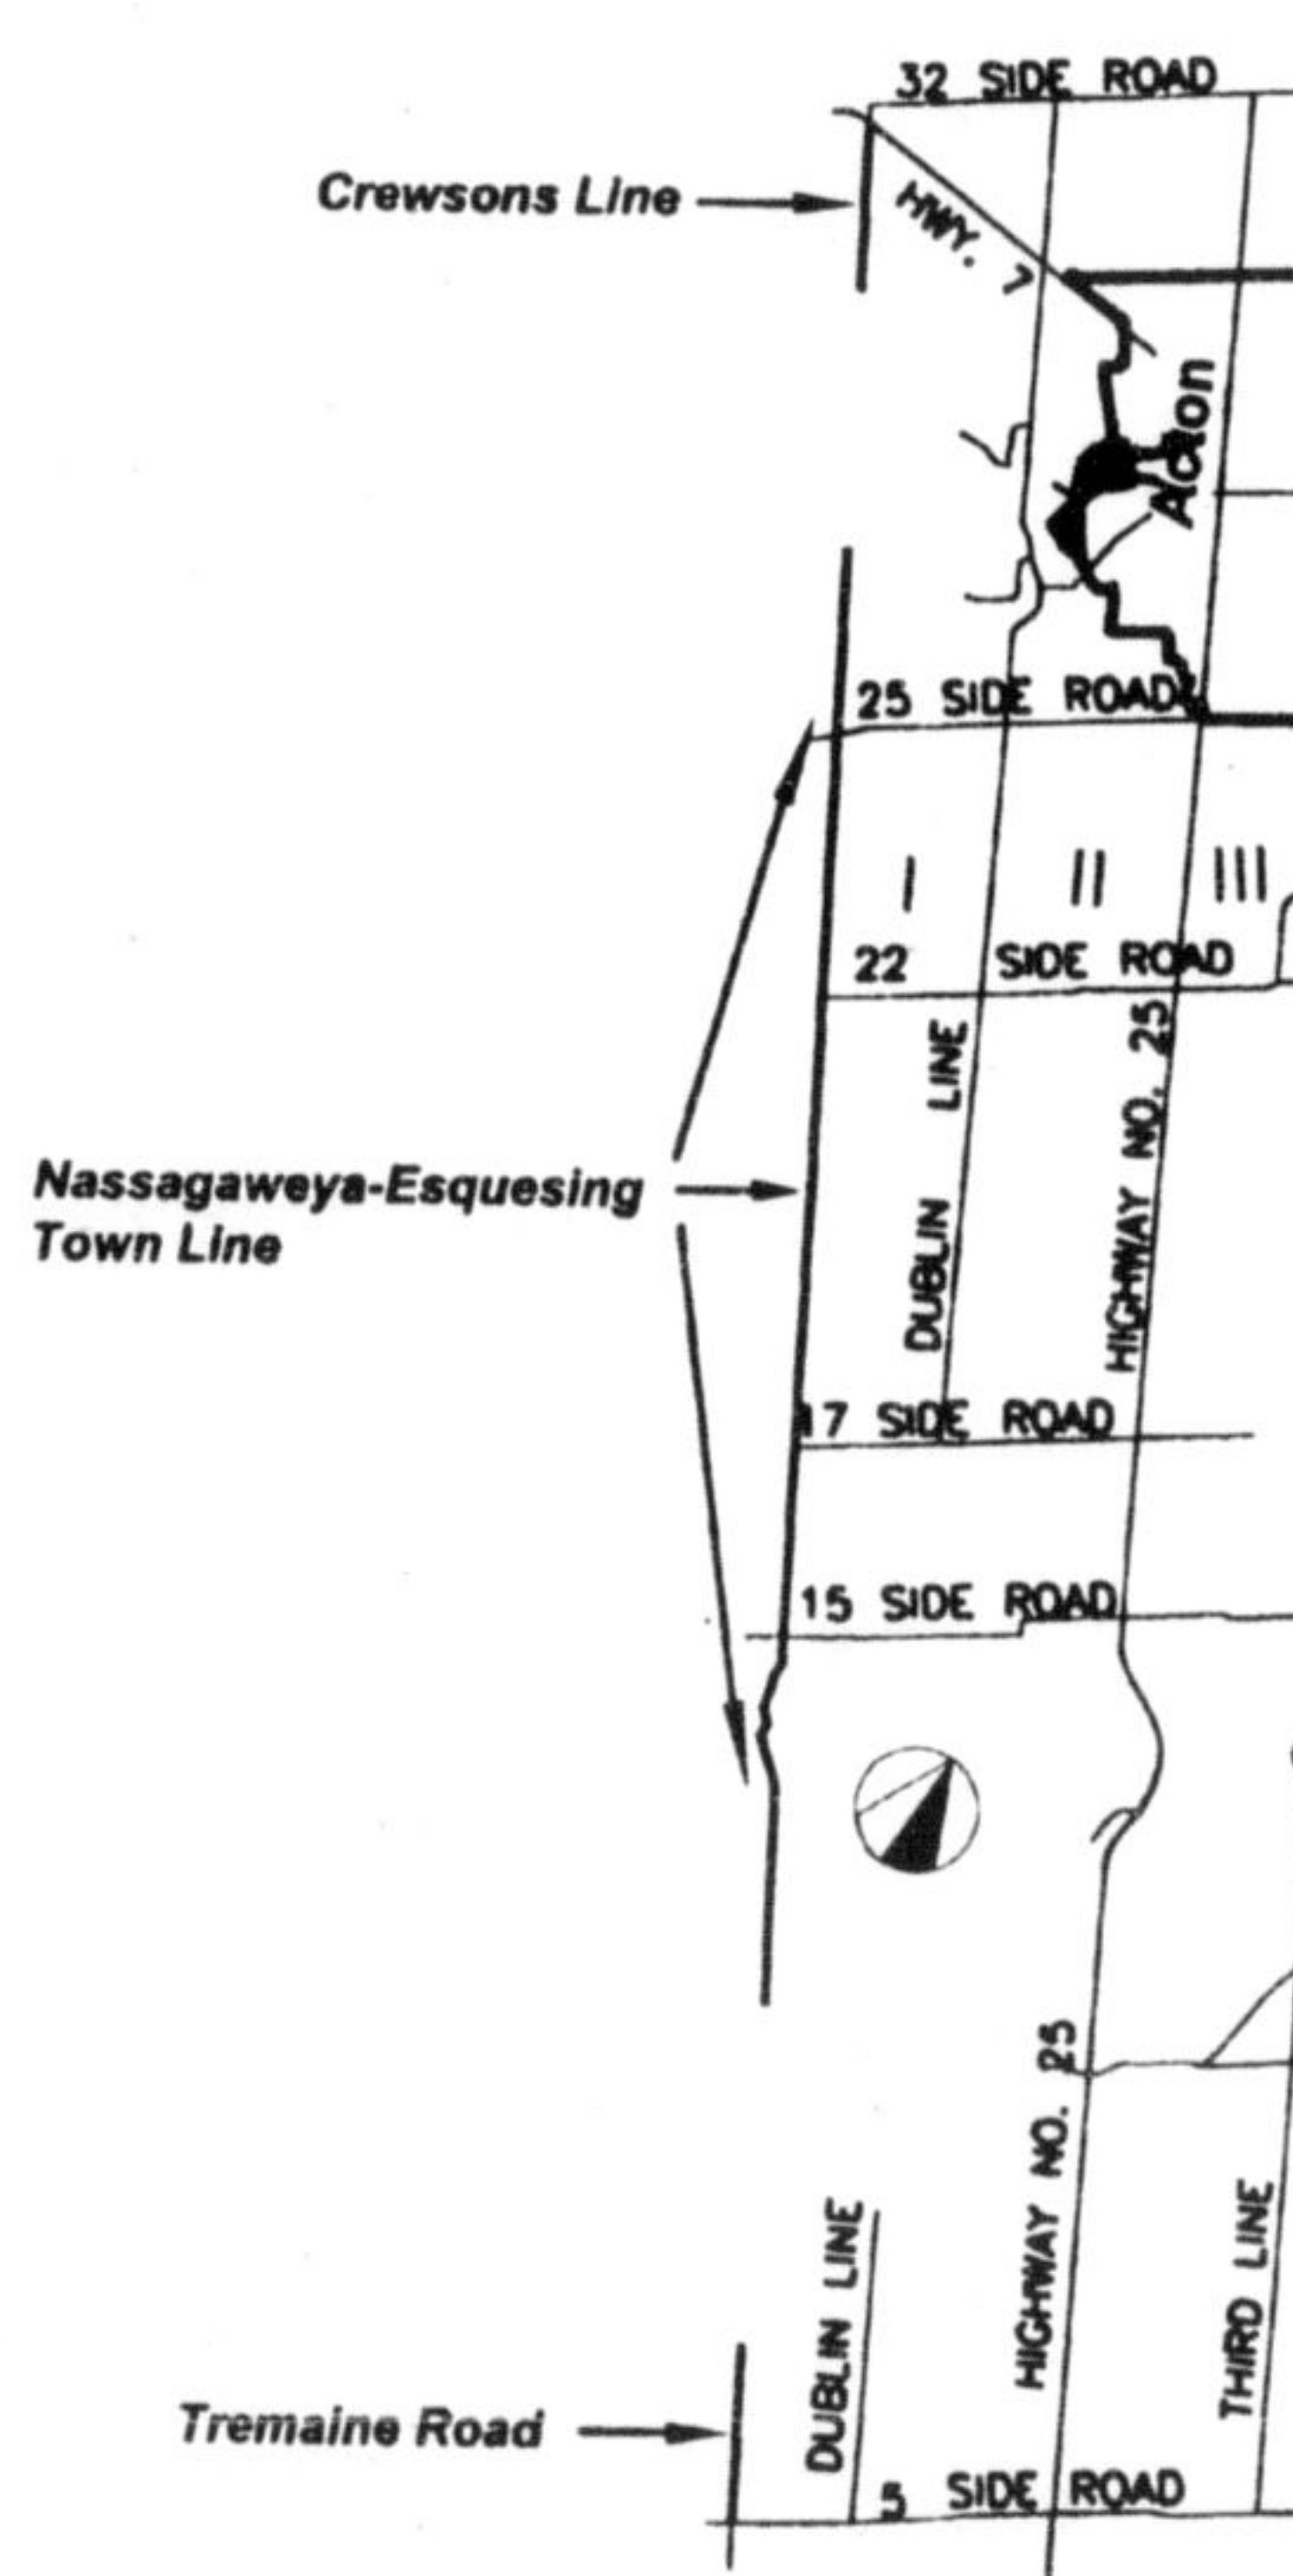 32 SIDE ROAD
Crewsons Line
HWY. 7
Acton
25 SIDE ROAD
I II III
22 SIDE ROAD
DUBLIN LINE
HIGHWAY NO. 25
Nassagaweya-Esquesing
Town Line
17 SIDE ROAD
15 SIDE ROAD
HIGHWAY NO. 25
DUBLIN LINE
THIRD LINE
Tremaine Road
5 SIDE ROAD